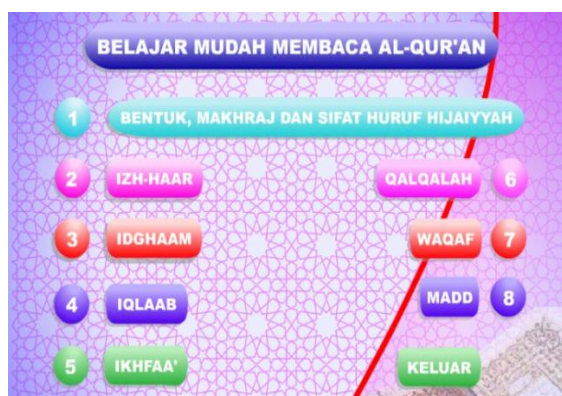 BELAJAR MUDAH MEMBACA AL-QUR'AN
1 BENTUK, MAKHRAJ DAN SIFAT HURUF HIJAIYYAH
2 IZH-HAAR
3 IDGHAAM
4 IQLAAB
5 IKHFAA'
QALQALAH 6
WAQAF 7
MADD 8
KELUAR